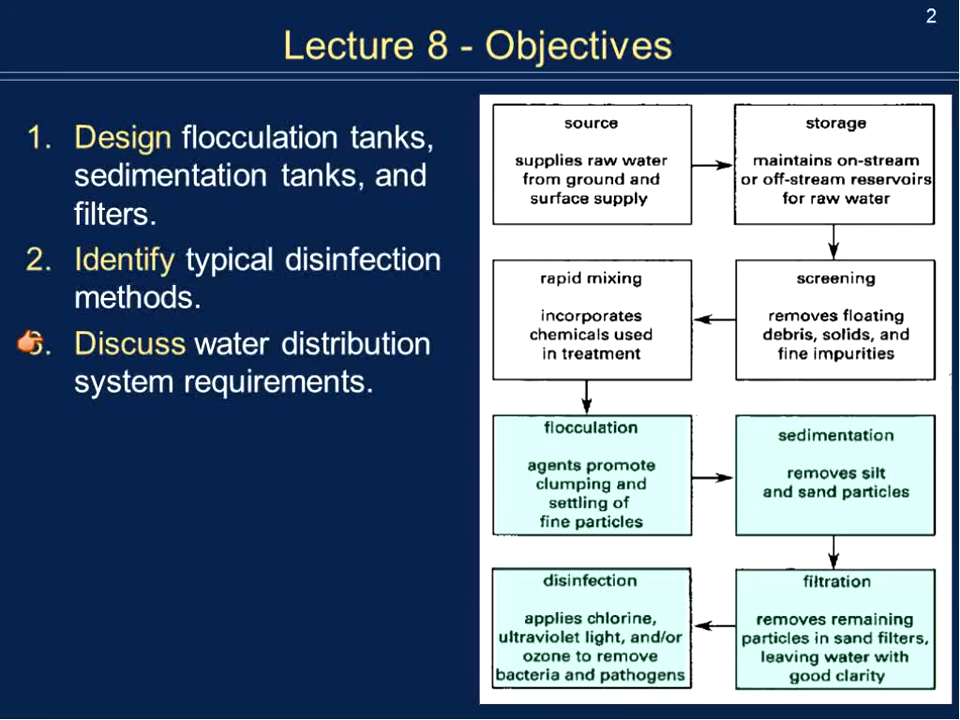 2
Lecture 8 - Objectives
1. Design flocculation tanks,
sedimentation tanks, and
filters.
2. Identify typical disinfection
methods.
3. Discuss water distribution
system requirements.
source
supplies raw water
from ground and
surface supply
storage
maintains on-stream
or off-stream reservoirs
for raw water
rapid mixing
incorporates
chemicals used
in treatment
screening
removes floating
debris, solids, and
fine impurities
flocculation
agents promote
clumping and
settling of
fine particles
sedimentation
removes silt
and sand particles
disinfection
applies chlorine,
ultraviolet light, and/or
ozone to remove
bacteria and pathogens
filtration
removes remaining
particles in sand filters,
leaving water with
good clarity